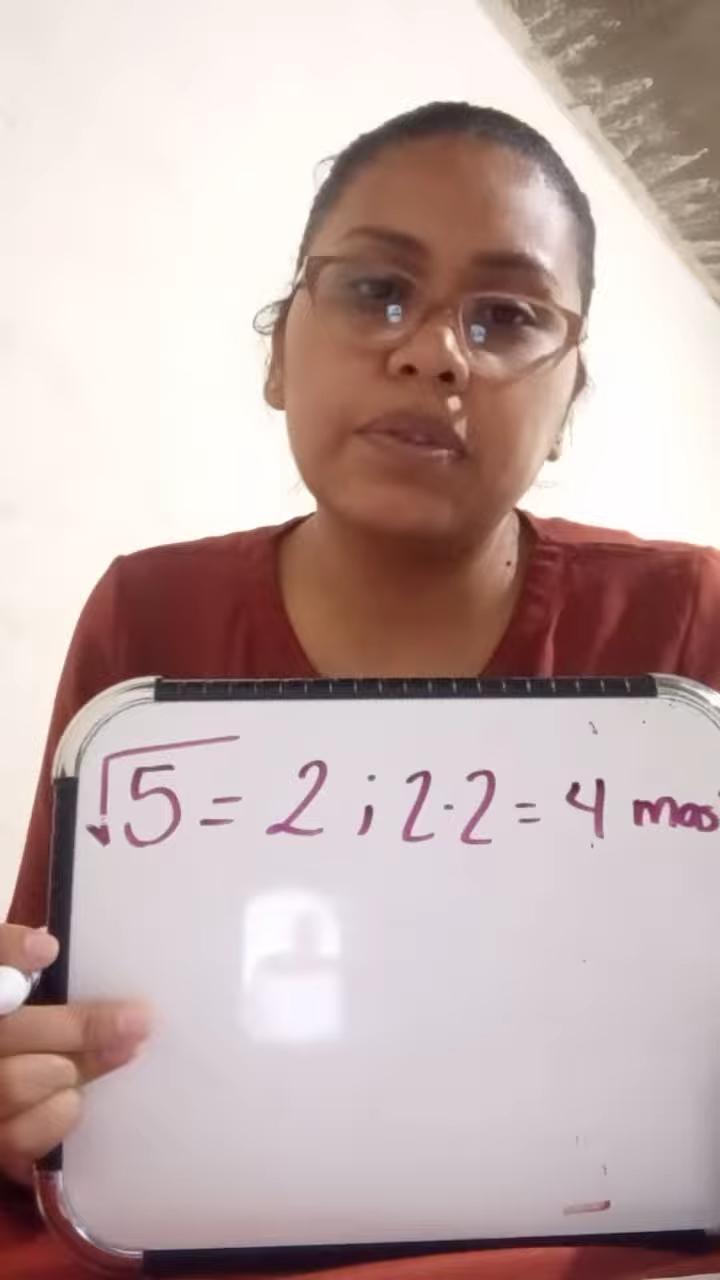 √5 = 2 ; 2·2 = 4 mas